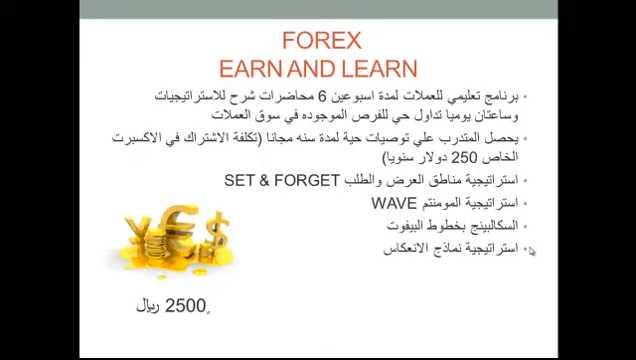 FOREX
EARN AND LEARN
برنامج تعليمي للعملات لمدة اسبوعين 6 محاضرات شرح للاستراتيجيات
وساعتان يوميا تداول حي للفرص الموجوده في سوق العملات
يحصل المتدرب علي توصيات حية لمدة سنه مجانا (تكلفة الاشتراك في الاكسبرت
الخاص 250 دولار سنويا)
استراتيجية مناطق العرض والطلب SET & FORGET
استراتيجية المومنتم WAVE
السكالبينج بخطوط البيفوت
استراتيجية نماذج الانعكاس
2500 ريال